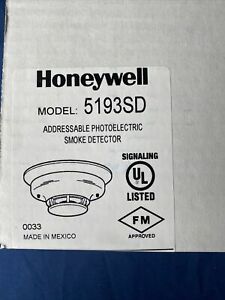 Honeywell
MODEL: 5193SD
ADDRESSABLE PHOTOELECTRIC
SMOKE DETECTOR
SIGNALING
UL
LISTED
FM
APPROVED
0033
MADE IN MEXICO